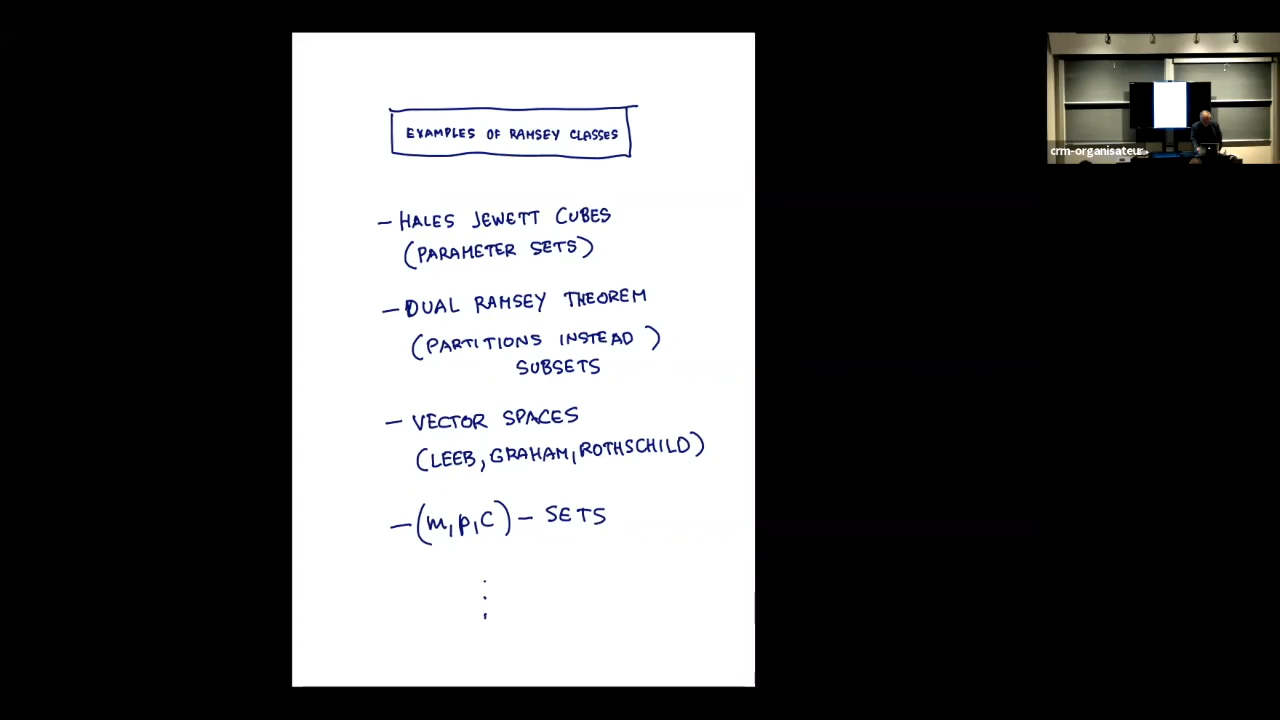 EXAMPLES OF RAMSEY CLASSES
— HALES JEWETT CUBES
(PARAMETER SETS)
— DUAL RAMSEY THEOREM
(PARTITIONS INSTEAD)
SUBSETS
— VECTOR SPACES
(LEEB, GRAHAM, ROTHSCHILD)
— (m, p, c) — SETS
⋮
crm-organisateur